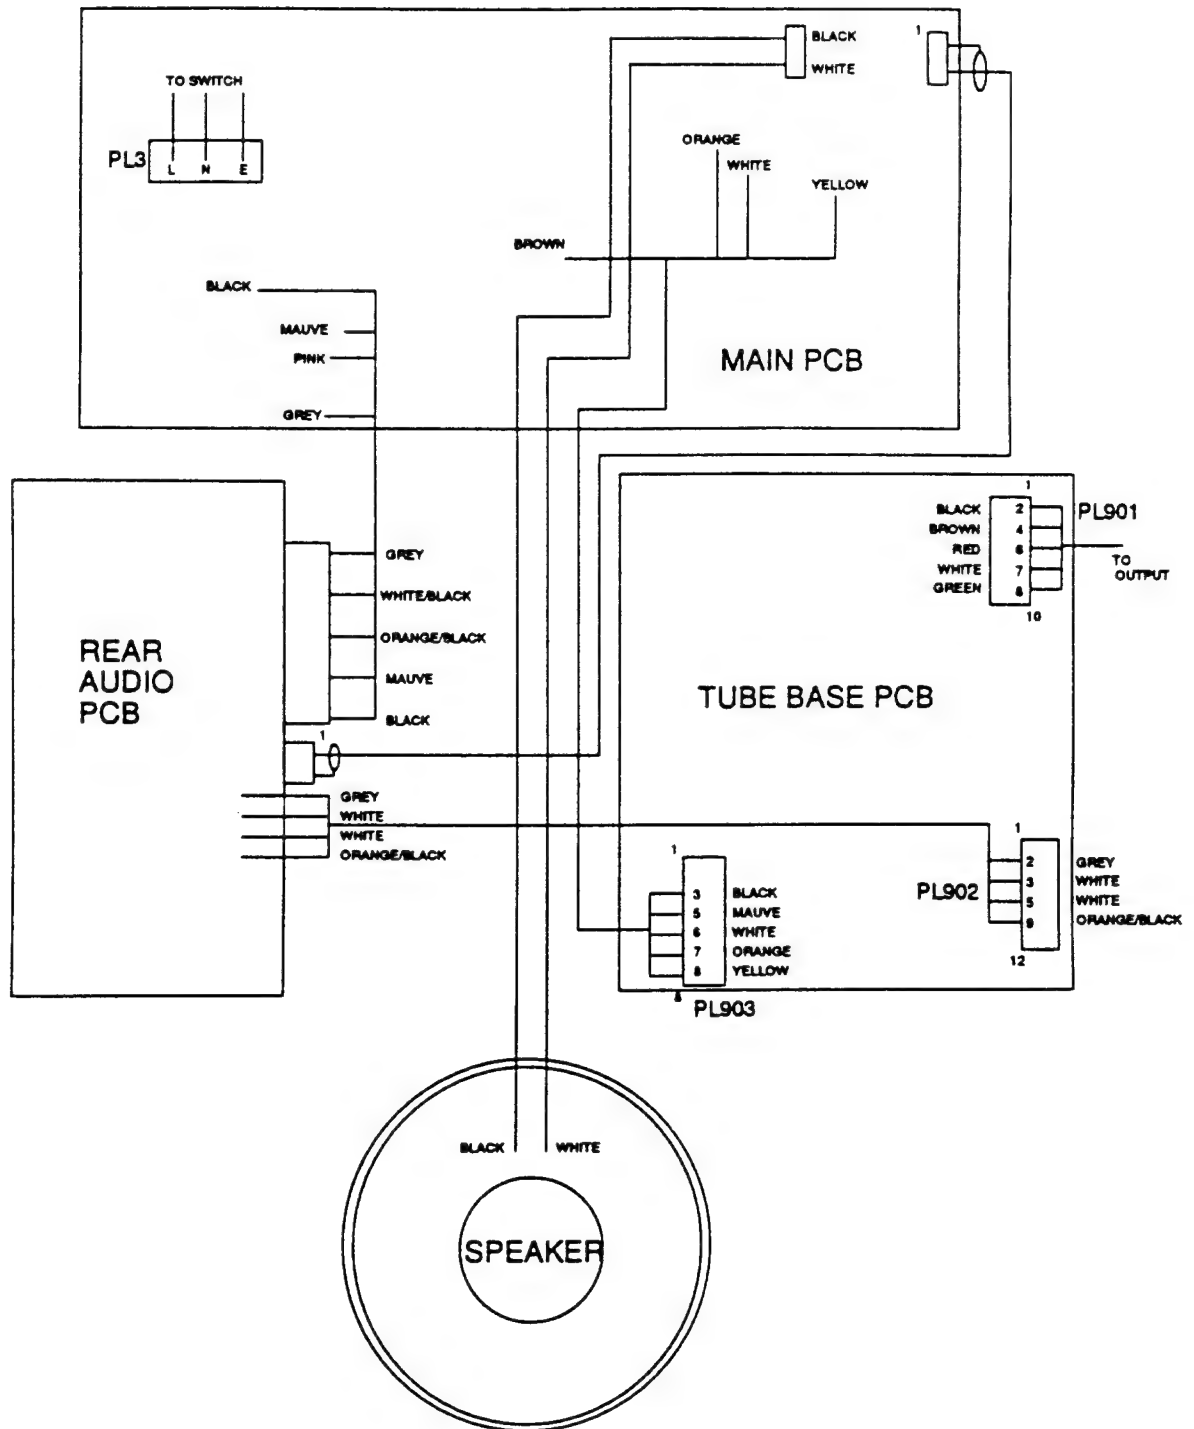 BLACK
1
WHITE
TO SWITCH
ORANGE
PL3
L N E
WHITE
YELLOW
BROWN
BLACK
MAUVE
PINK
MAIN PCB
GREY
1
BLACK 2 PL901
BROWN 4
RED 6
TO
OUTPUT
WHITE 7
GREEN 8
10
GREY
WHITE/BLACK
ORANGE/BLACK
MAUVE
BLACK
REAR
AUDIO
PCB
TUBE BASE PCB
1
GREY
WHITE
WHITE
ORANGE/BLACK
1
3 BLACK
5 MAUVE
6 WHITE
7 ORANGE
8 YELLOW
PL903
1
2 GREY
PL902
3 WHITE
5 WHITE
9 ORANGE/BLACK
12
BLACK WHITE
SPEAKER